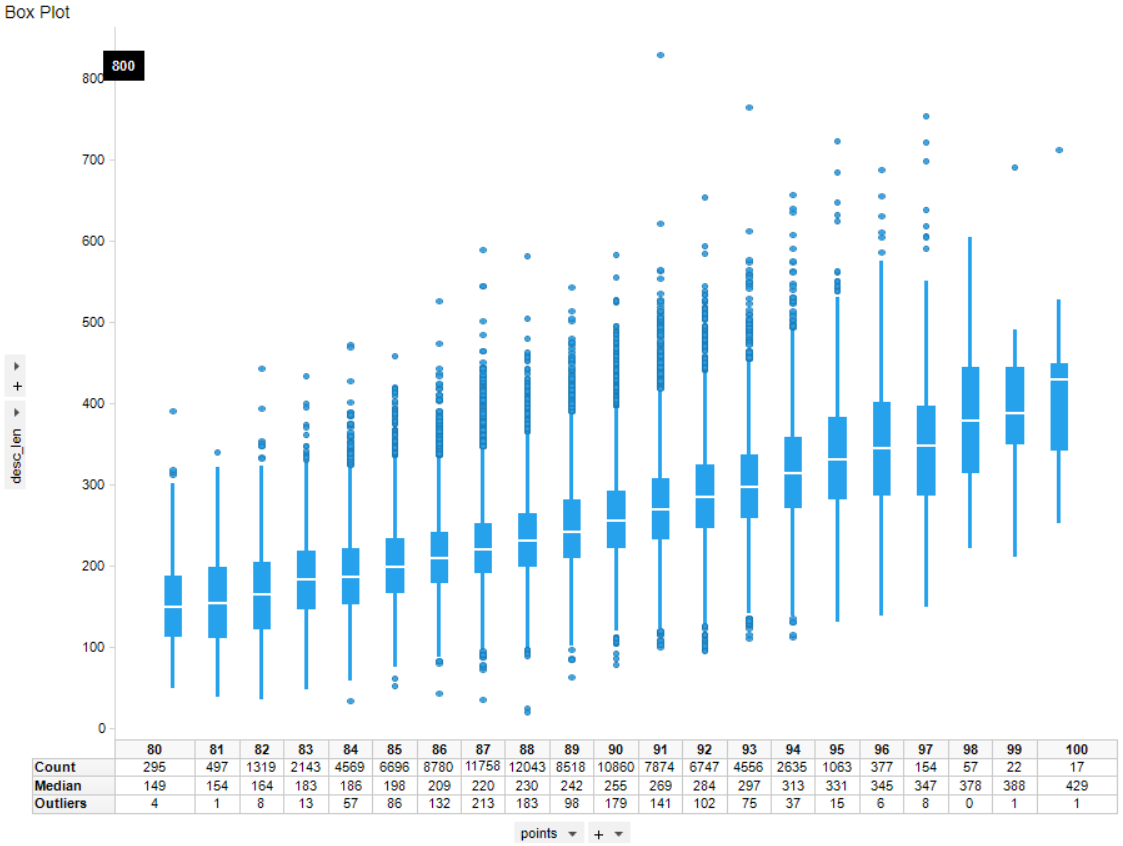 Box Plot
800
800
700
600
500
400
300
200
100
0
+
desc_len
80 81 82 83 84 85 86 87 88 89 90 91 92 93 94 95 96 97 98 99 100
Count 295 497 1319 2143 4569 6696 8780 11758 12043 8518 10860 7874 6747 4556 2635 1063 377 154 57 22 17
Median 149 154 164 183 186 198 209 220 230 242 255 269 284 297 313 331 345 347 378 388 429
Outliers 4 1 8 13 57 86 132 213 183 98 179 141 102 75 37 15 6 8 0 1 1
points +